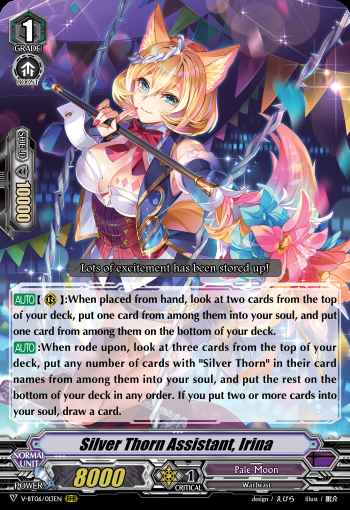 1
GRADE
BOOST
SHIELD
10000
Lots of excitement has been stored up!
AUTO【 】:When placed from hand, look at two cards from the top
of your deck, put one card from among them into your soul, and put
one card from among them on the bottom of your deck.
AUTO:When rode upon, look at three cards from the top of your
deck, put any number of cards with "Silver Thorn" in their card
names from among them into your soul, and put the rest on the
bottom of your deck in any order. If you put two or more cards into
your soul, draw a card.
Silver Thorn Assistant, Irina
NORMAL
UNIT
POWER
8000
1
CRITICAL
Pale Moon
Warbeast
V-BT06/013EN RRR
design / えびら Illust /